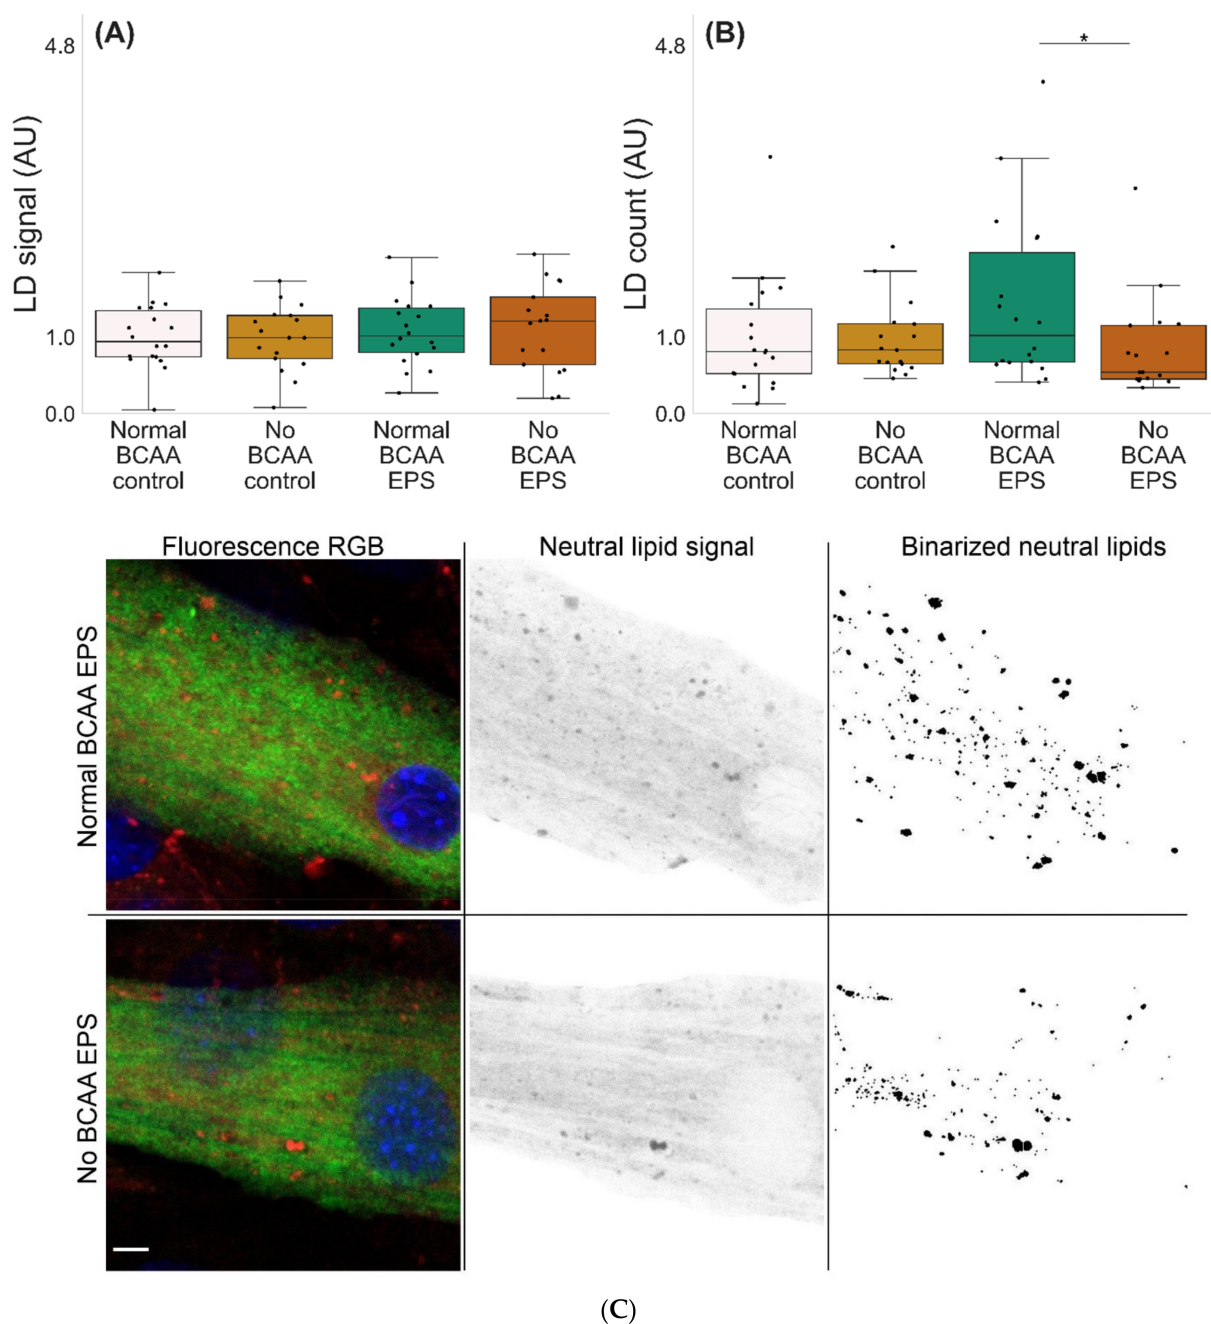 (A)
4.8
LD signal (AU)
1.0
0.0
Normal
BCAA
control
No
BCAA
control
Normal
BCAA
EPS
No
BCAA
EPS
(B)
*
4.8
LD count (AU)
1.0
0.0
Normal
BCAA
control
No
BCAA
control
Normal
BCAA
EPS
No
BCAA
EPS
Fluorescence RGB
Neutral lipid signal
Binarized neutral lipids
Normal BCAA EPS
No BCAA EPS
(C)